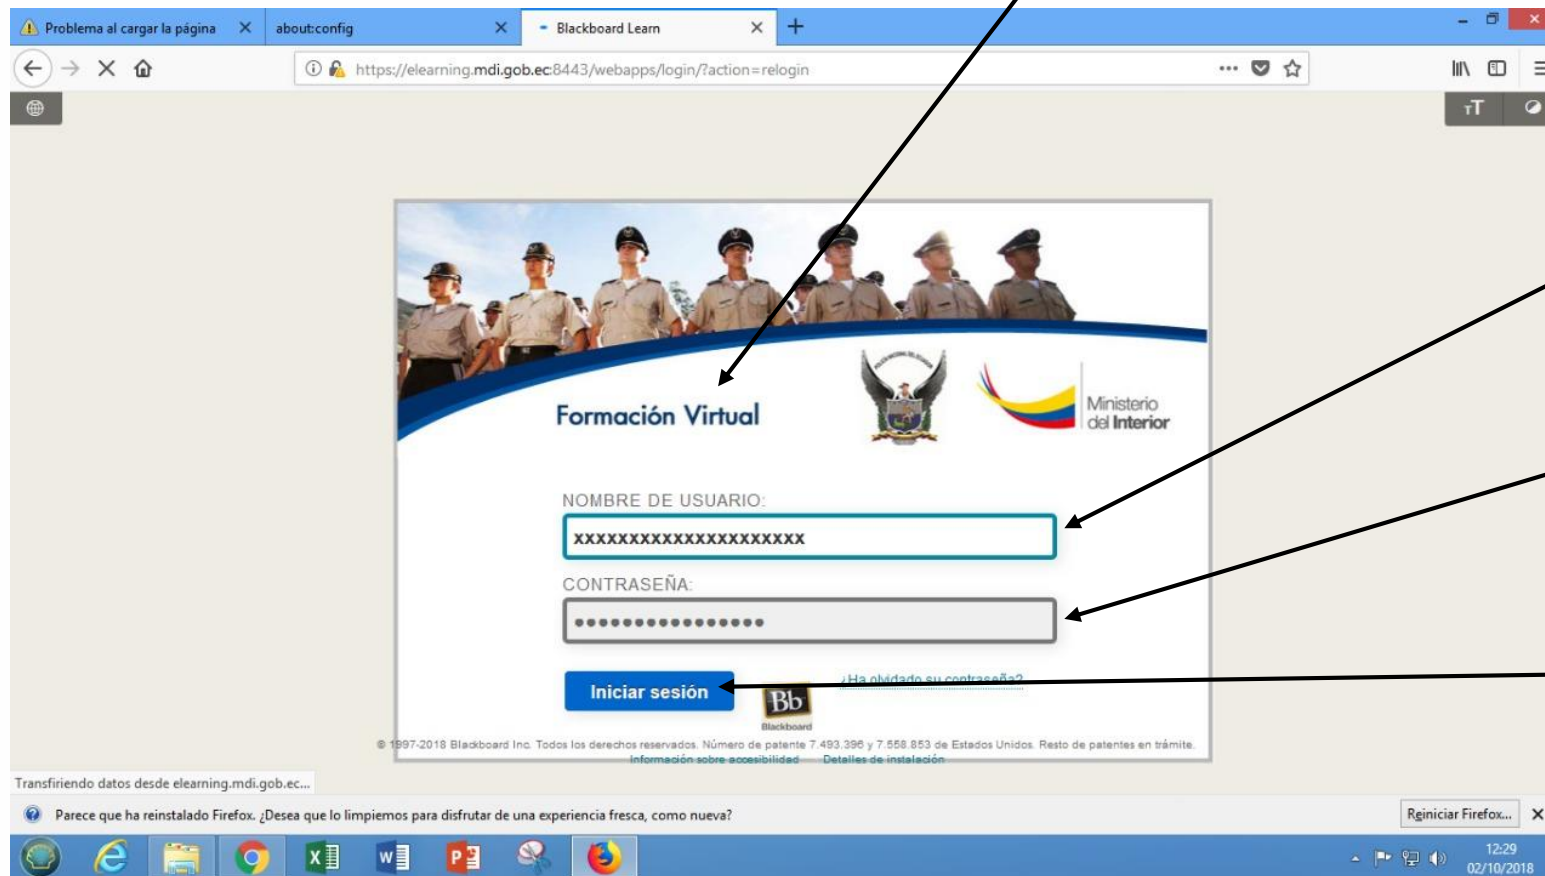 Problema al cargar la página
about:config
Blackboard Learn
https://elearning.mdi.gob.ec:8443/webapps/login/?action=relogin
TT
Formación Virtual
Ministerio
del Interior
NOMBRE DE USUARIO:
xxxxxxxxxxxxxxxxxxxxx
CONTRASEÑA:
¿Ha olvidado su contraseña?
Iniciar sesión
Bb
Blackboard
© 1997-2018 Blackboard Inc. Todos los derechos reservados. Número de patente 7.493.396 y 7.558.853 de Estados Unidos. Resto de patentes en trámite.
Información sobre accesibilidad Detalles de instalación
Transfiriendo datos desde elearning.mdi.gob.ec...
Parece que ha reinstalado Firefox. ¿Desea que lo limpiemos para disfrutar de una experiencia fresca, como nueva?
Reiniciar Firefox...
12:29
02/10/2018